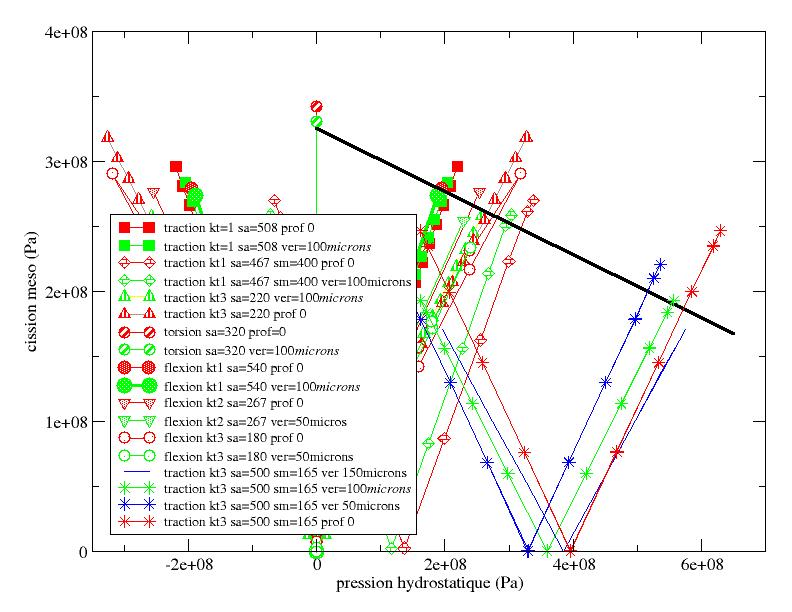 4e+08
3e+08
2e+08
1e+08
0
cission meso (Pa)
traction kt=1 sa=508 prof 0
traction kt=1 sa=508 ver=100microns
traction kt=1 sa=467 sm=400 prof 0
traction kt=1 sa=467 sm=400 ver=100microns
traction kt3 sa=220 ver=100microns
traction kt3 sa=220 prof 0
torsion sa=320 prof=0
torsion sa=320 ver=100microns
flexion kt1 sa=540 prof 0
flexion kt1 sa=540 ver=100microns
flexion kt2 sa=267 prof 0
flexion kt2 sa=267 ver=50micros
flexion kt3 sa=180 prof 0
flexion kt3 sa=180 ver=50microns
traction kt3 sa=500 sm=165 ver 150microns
traction kt3 sa=500 sm=165 ver=100microns
traction kt3 sa=500 sm=165 ver 50microns
traction kt3 sa=500 sm=165 prof 0
-2e+08 0 2e+08 4e+08 6e+08
pression hydrostatique (Pa)